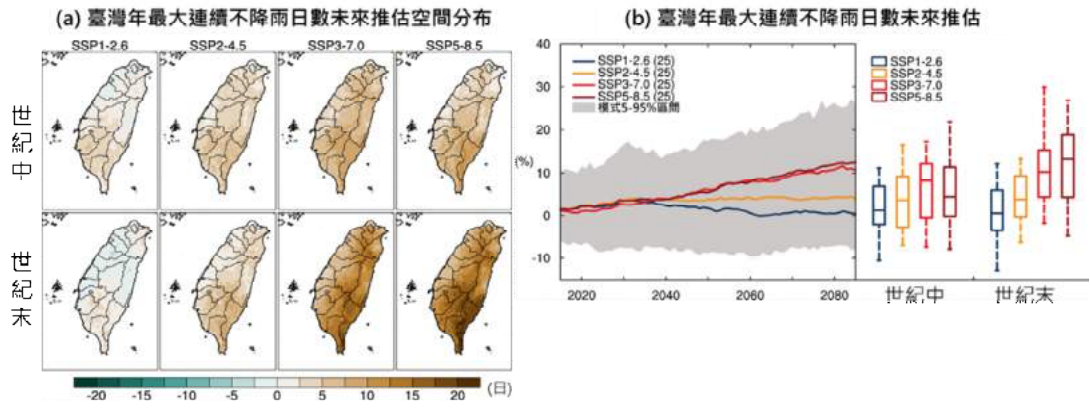 (a) 臺灣年最大連續不降雨日數未來推估空間分布
SSP1-2.6 SSP2-4.5 SSP3-7.0 SSP5-8.5
世紀中
世紀末
-20 -15 -10 -5 0 5 10 15 20 (日)
(b) 臺灣年最大連續不降雨日數未來推估
40
30
20
(%)
10
0
-10
SSP1-2.6 (25)
SSP2-4.5 (25)
SSP3-7.0 (25)
SSP5-8.5 (25)
模式5-95%區間
2020 2040 2060 2080
SSP1-2.6
SSP2-4.5
SSP3-7.0
SSP5-8.5
世紀中 世紀末